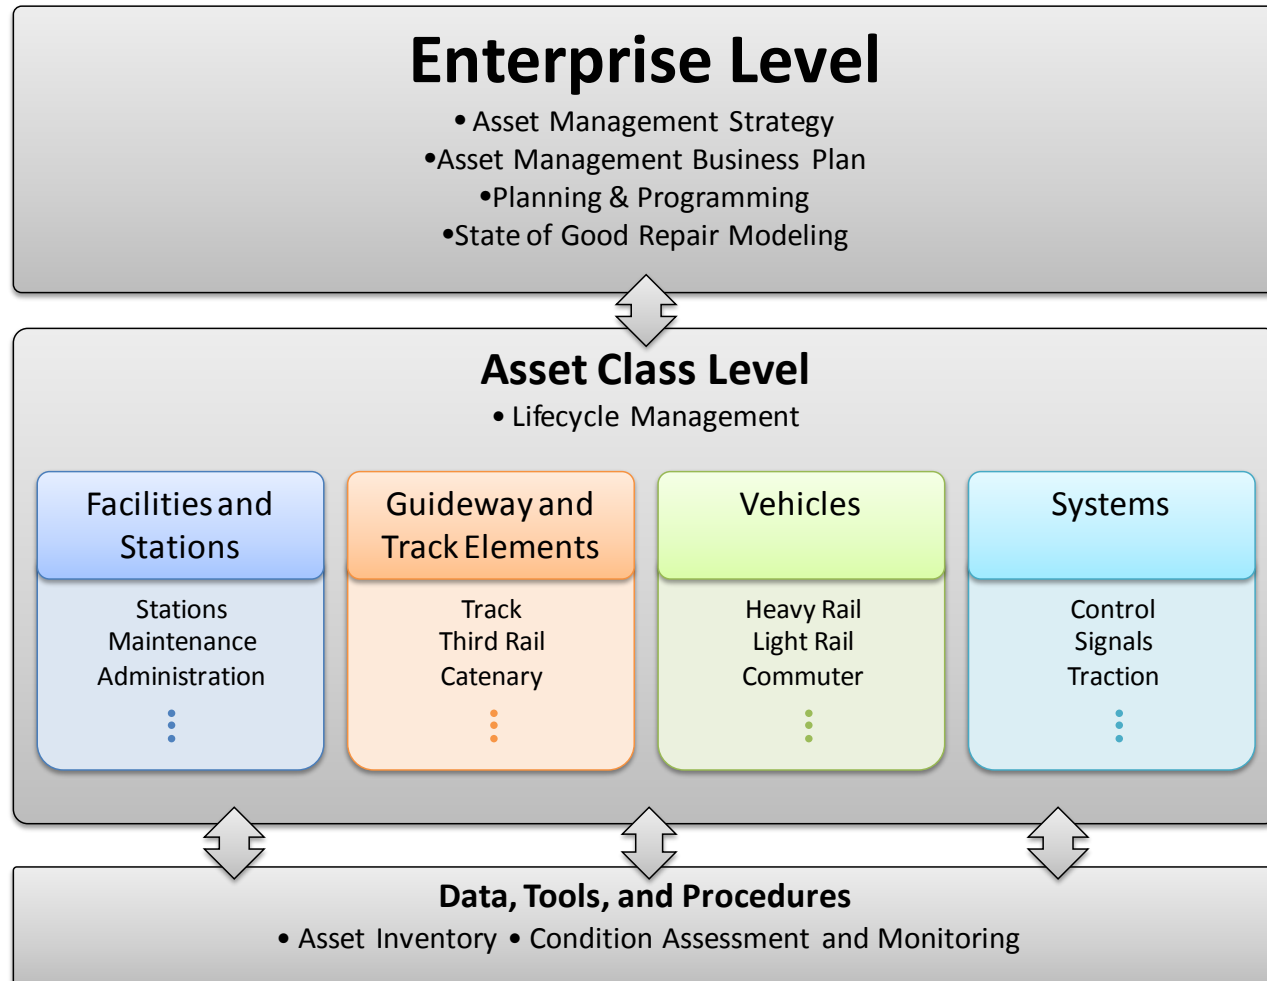 Enterprise Level
• Asset Management Strategy
•Asset Management Business Plan
•Planning & Programming
•State of Good Repair Modeling
Asset Class Level
• Lifecycle Management
Facilities and
Stations
Stations
Maintenance
Administration
Guideway and
Track Elements
Track
Third Rail
Catenary
Vehicles
Heavy Rail
Light Rail
Commuter
Systems
Control
Signals
Traction
Data, Tools, and Procedures
• Asset Inventory • Condition Assessment and Monitoring